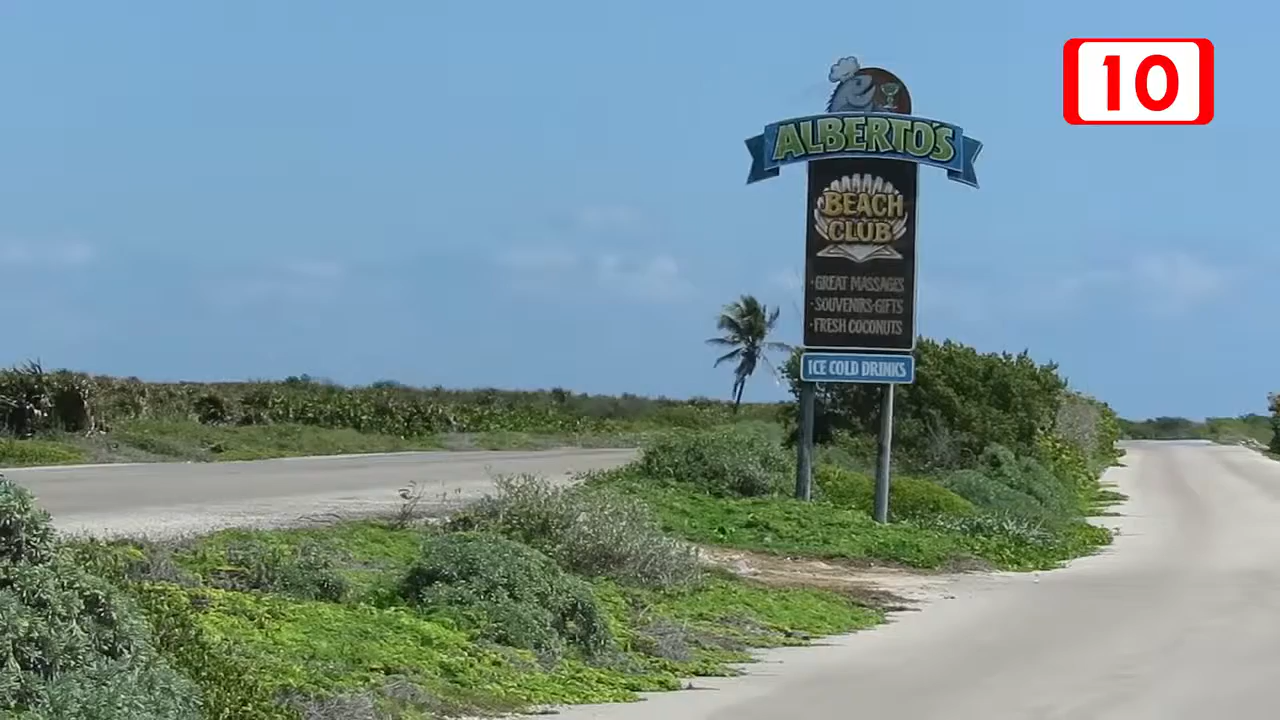 10
ALBERTO'S
BEACH
CLUB
·GREAT MASSAGES
·SOUVENIRS-GIFTS
·FRESH COCONUTS
ICE COLD DRINKS